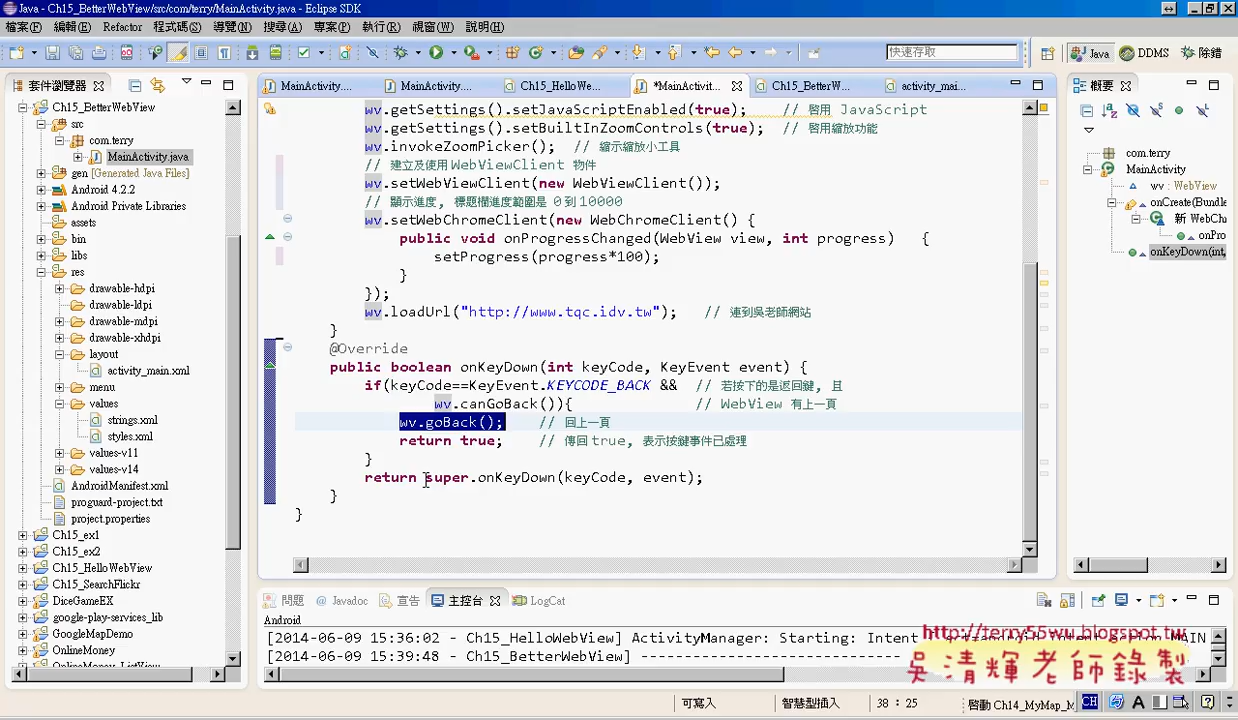 Java - Ch15_BetterWebView/src/com/terry/MainActivity.java - Eclipse SDK
檔案(F) 編輯(E) Refactor 程式碼(S) 導覽(N) 搜尋(A) 專案(P) 執行(R) 視窗(W) 說明(H)
快速存取 Java DDMS 除錯
套件瀏覽器
Ch15_BetterWebView
src
com.terry
MainActivity.java
gen [Generated Java Files]
Android 4.2.2
Android Private Libraries
assets
bin
libs
res
drawable-hdpi
drawable-ldpi
drawable-mdpi
drawable-xhdpi
layout
activity_main.xml
menu
values
strings.xml
styles.xml
values-v11
values-v14
AndroidManifest.xml
proguard-project.txt
project.properties
Ch15_ex1
Ch15_ex2
Ch15_HelloWebView
Ch15_SearchFlickr
DiceGameEX
google-play-services_lib
GoogleMapDemo
OnlineMoney
OnlineMoney_ListView
MainActivity.... MainActivity.... Ch15_HelloWe... *MainActivit... Ch15_BetterW... activity_mai...
wv.getSettings().setJavaScriptEnabled(true); // 啓用 JavaScript
wv.getSettings().setBuiltInZoomControls(true); // 啓用縮放功能
wv.invokeZoomPicker(); // 縮示縮放小工具
// 建立及使用 WebViewClient 物件
wv.setWebViewClient(new WebViewClient());
// 顯示進度, 標題欄進度範圍是 0 到 10000
wv.setWebChromeClient(new WebChromeClient() {
public void onProgressChanged(WebView view, int progress) {
setProgress(progress*100);
}
});
wv.loadUrl("http://www.tqc.idv.tw"); // 連到吳老師網站
}
@Override
public boolean onKeyDown(int keyCode, KeyEvent event) {
if(keyCode==KeyEvent.KEYCODE_BACK && // 若按下的是返回鍵, 且
wv.canGoBack()){ // WebView 有上一頁
wv.goBack(); // 回上一頁
return true; // 傳回 true, 表示按鍵事件已處理
}
return super.onKeyDown(keyCode, event);
}
}
概要
com.terry
MainActivity
wv : WebView
onCreate(Bundle
新 WebCh
onPro
onKeyDown(int,
問題 Javadoc 宣告 主控台 LogCat
Android
[2014-06-09 15:36:02 - Ch15_HelloWebView] ActivityManager: Starting: Intent
[2014-06-09 15:39:48 - Ch15_BetterWebView] ---------------------------
http://terry55wu.blogspot.tw
吳清輝老師錄製
可寫入 智慧型插入 38 : 25 啓動 Ch14_MyMap_M
CH